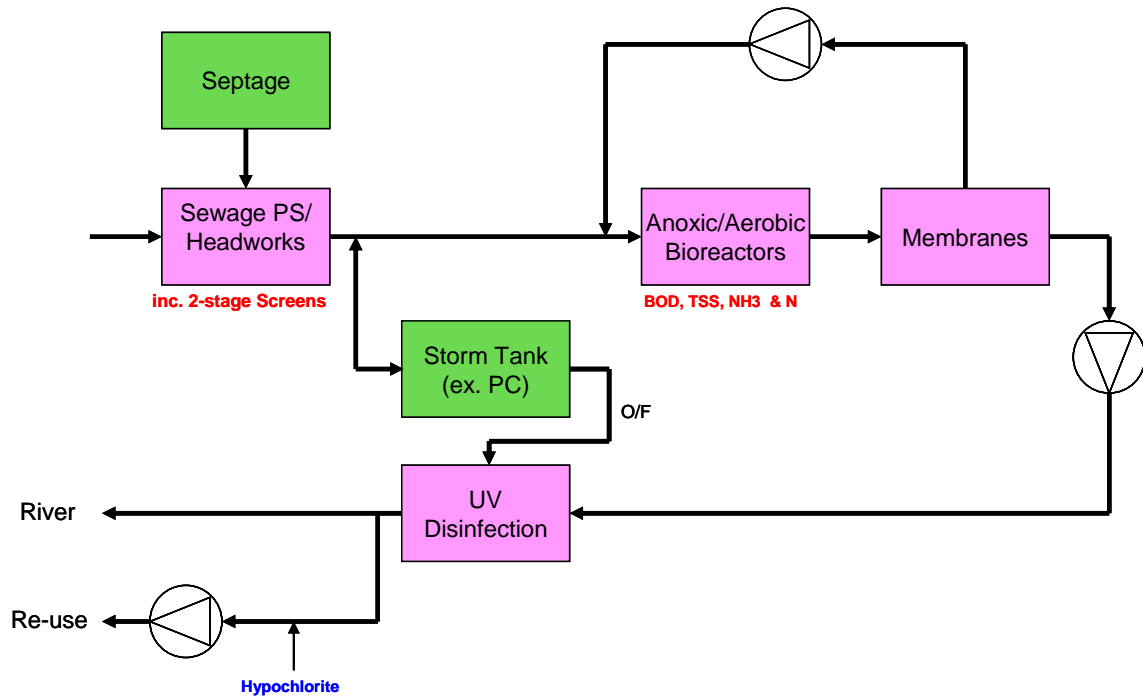 Septage
Sewage PS/
Headworks
inc. 2-stage Screens
Anoxic/Aerobic
Bioreactors
BOD, TSS, NH3 & N
Membranes
Storm Tank
(ex. PC)
O/F
UV
Disinfection
River
Re-use
Hypochlorite